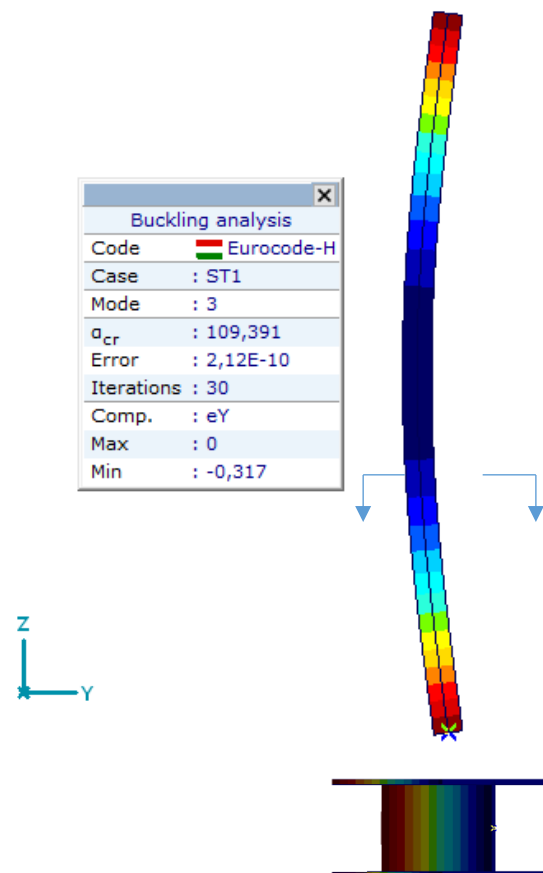 Buckling analysis
Code Eurocode-H
Case : ST1
Mode : 3
αcr : 109,391
Error : 2,12E-10
Iterations : 30
Comp. : eY
Max : 0
Min : -0,317
Z
Y